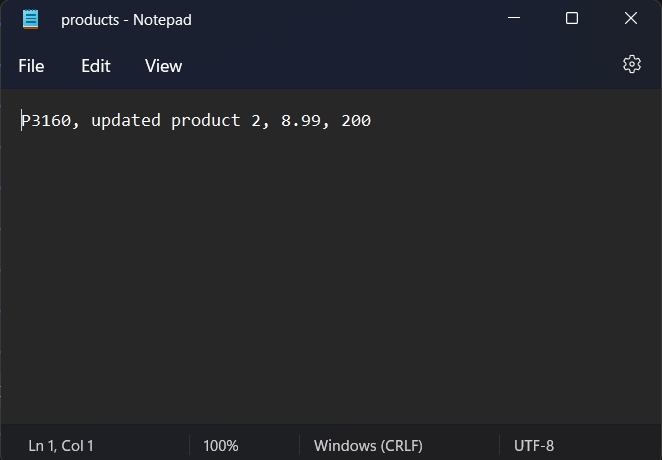 products - Notepad
File Edit View
P3160, updated product 2, 8.99, 200
Ln 1, Col 1 100% Windows (CRLF) UTF-8